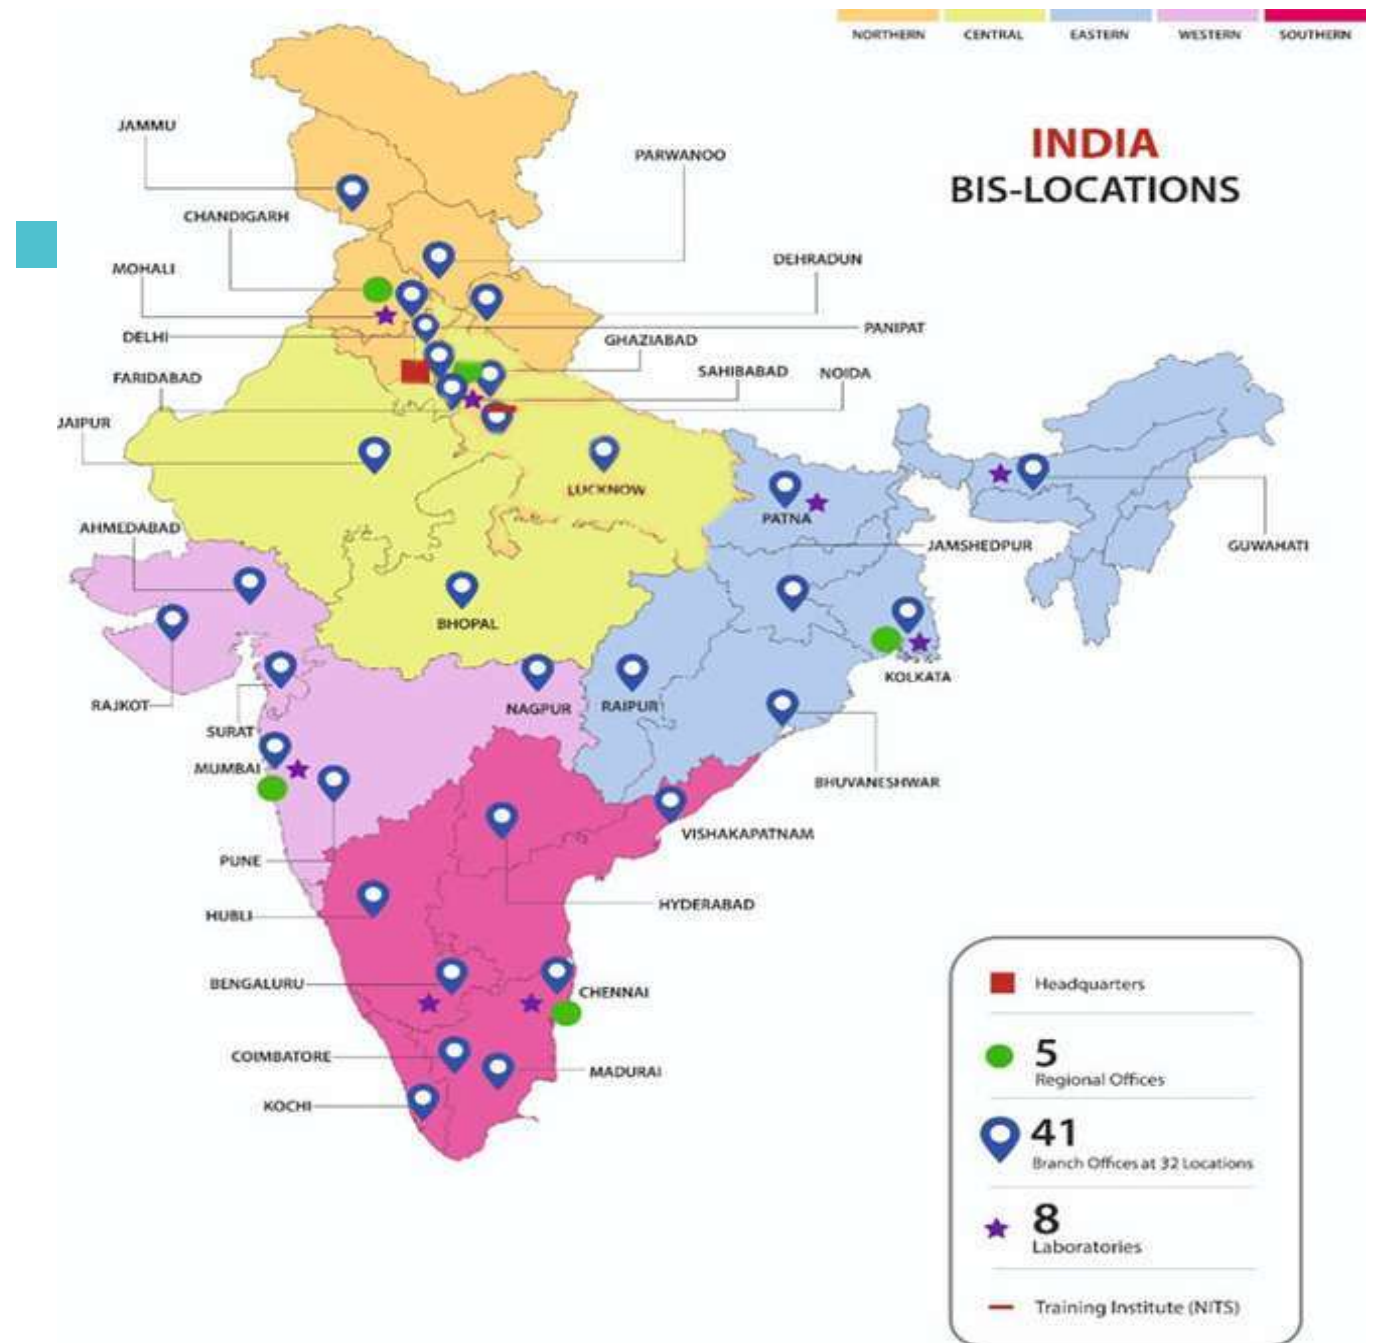 NORTHERN CENTRAL EASTERN WESTERN SOUTHERN
INDIA
BIS-LOCATIONS
JAMMU
PARWANOO
CHANDIGARH
DEHRADUN
MOHALI
PANIPAT
DELHI
GHAZIABAD
SAHIBABAD
NOIDA
FARIDABAD
JAIPUR
LUCKNOW
PATNA
AHMEDABAD
JAMSHEDPUR
GUWAHATI
BHOPAL
KOLKATA
RAJKOT
NAGPUR
RAIPUR
SURAT
MUMBAI
BHUVANESHWAR
VISHAKAPATNAM
PUNE
HYDERABAD
HUBLI
BENGALURU
CHENNAI
COIMBATORE
MADURAI
KOCHI
Headquarters
5
Regional Offices
41
Branch Offices at 32 Locations
8
Laboratories
Training Institute (NITS)